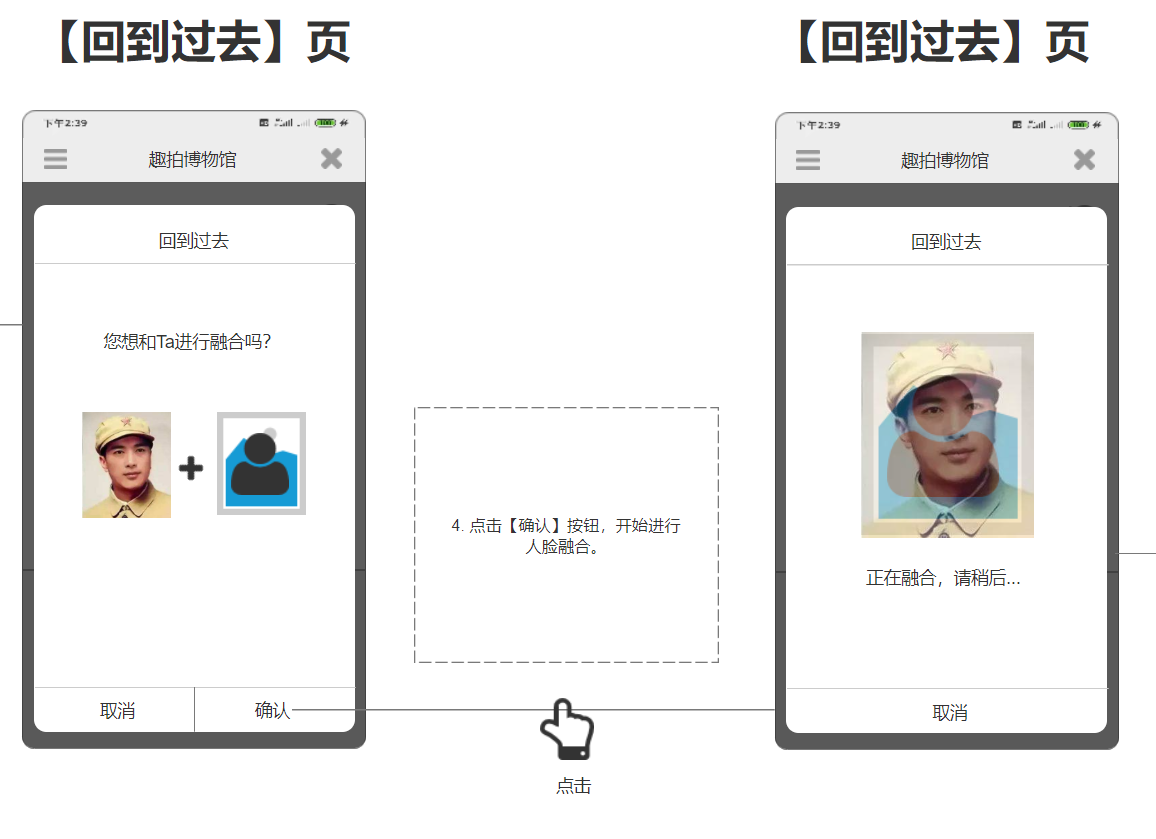 【回到过去】页
下午2:39
趣拍博物馆
回到过去
您想和Ta进行融合吗？
取消
确认
4. 点击【确认】按钮，开始进行
人脸融合。
点击
【回到过去】页
下午2:39
趣拍博物馆
回到过去
正在融合，请稍后...
取消